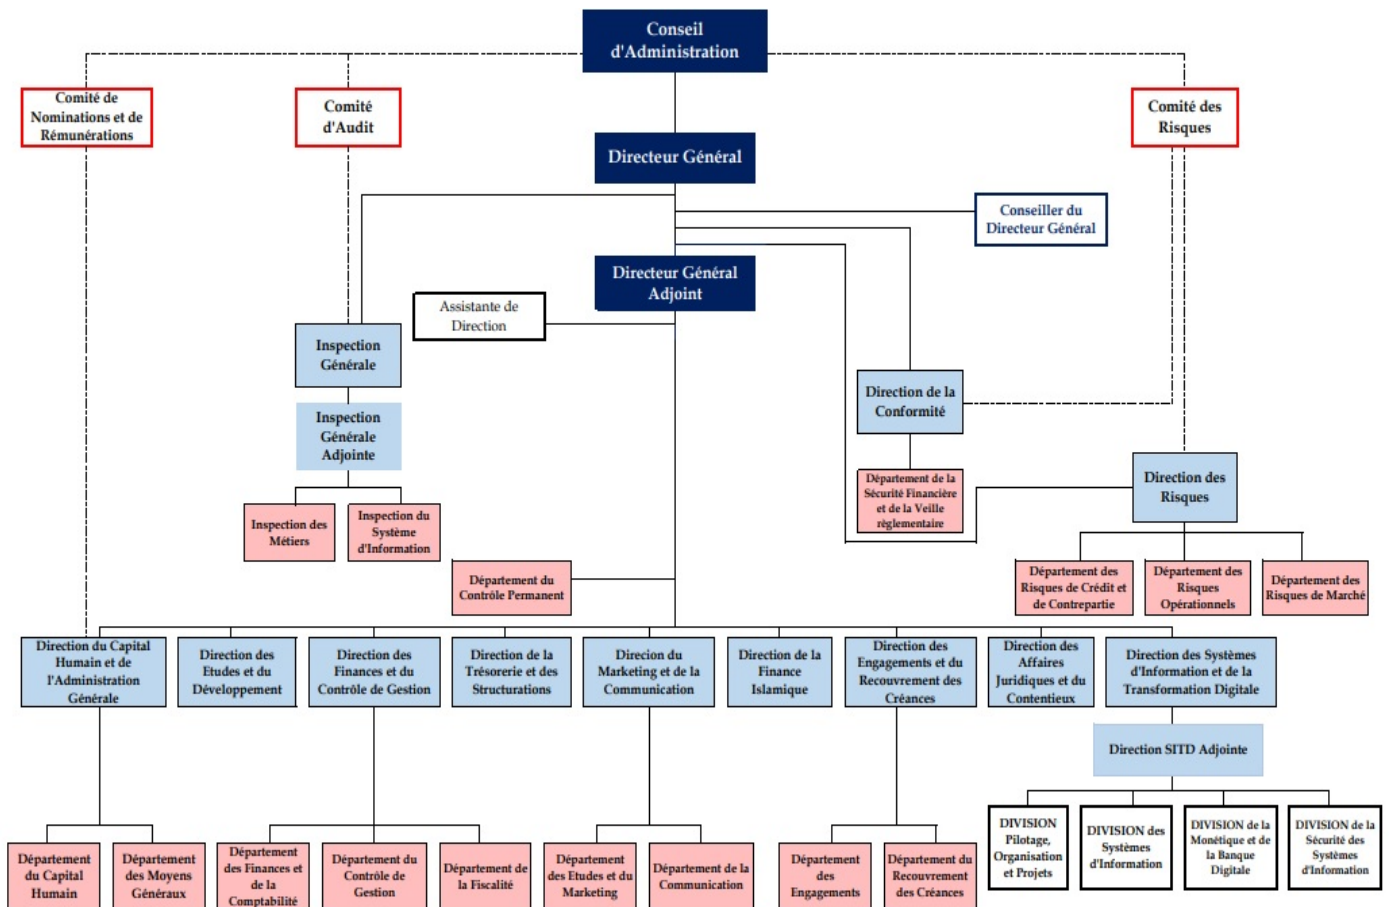 Conseil
d'Administration
Comité de
Nominations et de
Rémunérations
Comité
d'Audit
Comité des
Risques
Directeur Général
Conseiller du
Directeur Général
Directeur Général
Adjoint
Assistante de
Direction
Inspection
Générale
Direction de la
Conformité
Inspection
Générale
Adjointe
Direction des
Risques
Département de la
Sécurité Financière
et de la Veille
règlementaire
Inspection des
Métiers
Inspection du
Système
d'Information
Département du
Contrôle Permanent
Département des
Risques de Crédit et
de Contrepartie
Département des
Risques
Opérationnels
Département des
Risques de Marché
Direction du Capital
Humain et de
l'Administration
Générale
Direction des
Etudes et du
Développement
Direction des
Finances et du
Contrôle de Gestion
Direction de la
Trésorerie et des
Structurations
Direcion du
Marketing et de la
Communication
Direction de la
Finance
Islamique
Direction des
Engagements et du
Recouvrement des
Créances
Direction des
Affaires
Juridiques et du
Contentieux
Direction des Systèmes
d'Information et de la
Transformation Digitale
Direction SITD Adjointe
DIVISION
Pilotage,
Organisation
et Projets
DIVISION des
Systèmes
d'Information
DIVISION de la
Monétique et de
la Banque
Digitale
DIVISION de la
Sécurité des
Systèmes
d'Information
Département
du Capital
Humain
Département
des Moyens
Généraux
Département
des Finances et
de la
Comptabilité
Département du
Contrôle de
Gestion
Département de
la Fiscalité
Département
des Etudes et du
Marketing
Département de la
Communication
Département
des
Engagements
Département du
Recouvrement
des Créances